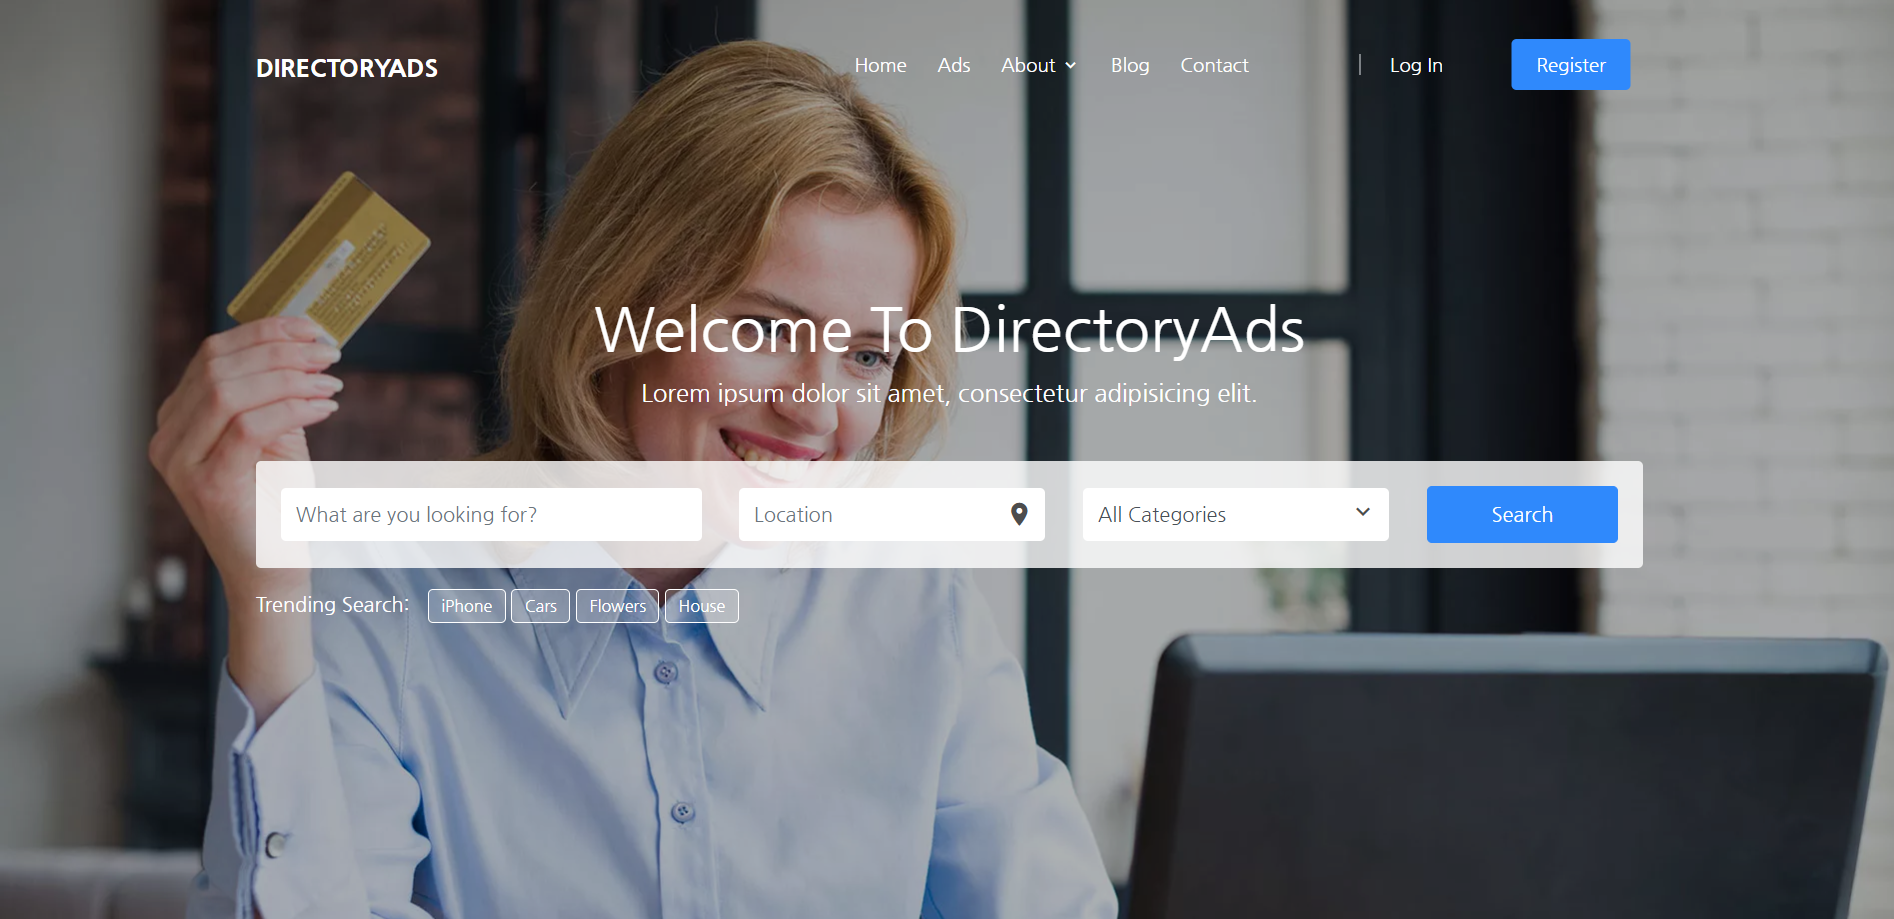 DIRECTORYADS
Home Ads About Blog Contact | Log In Register
Welcome To DirectoryAds
Lorem ipsum dolor sit amet, consectetur adipisicing elit.
What are you looking for? Location All Categories Search
Trending Search: iPhone Cars Flowers House